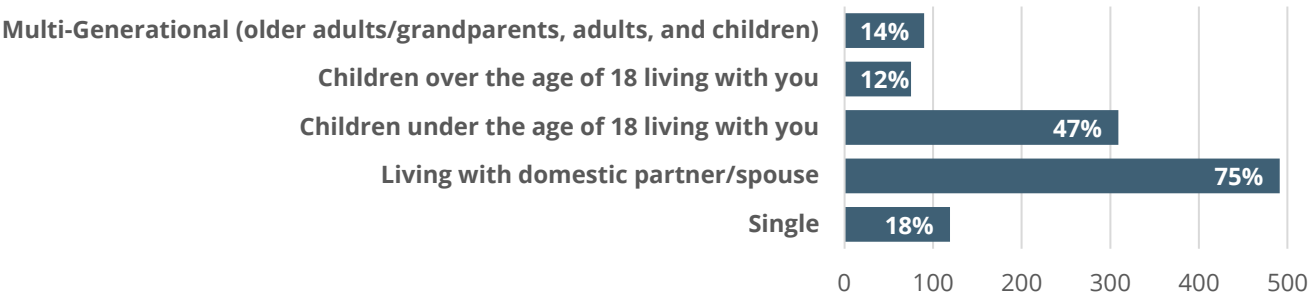 Multi-Generational (older adults/grandparents, adults, and children) 14%
Children over the age of 18 living with you 12%
Children under the age of 18 living with you 47%
Living with domestic partner/spouse 75%
Single 18%
0 100 200 300 400 500